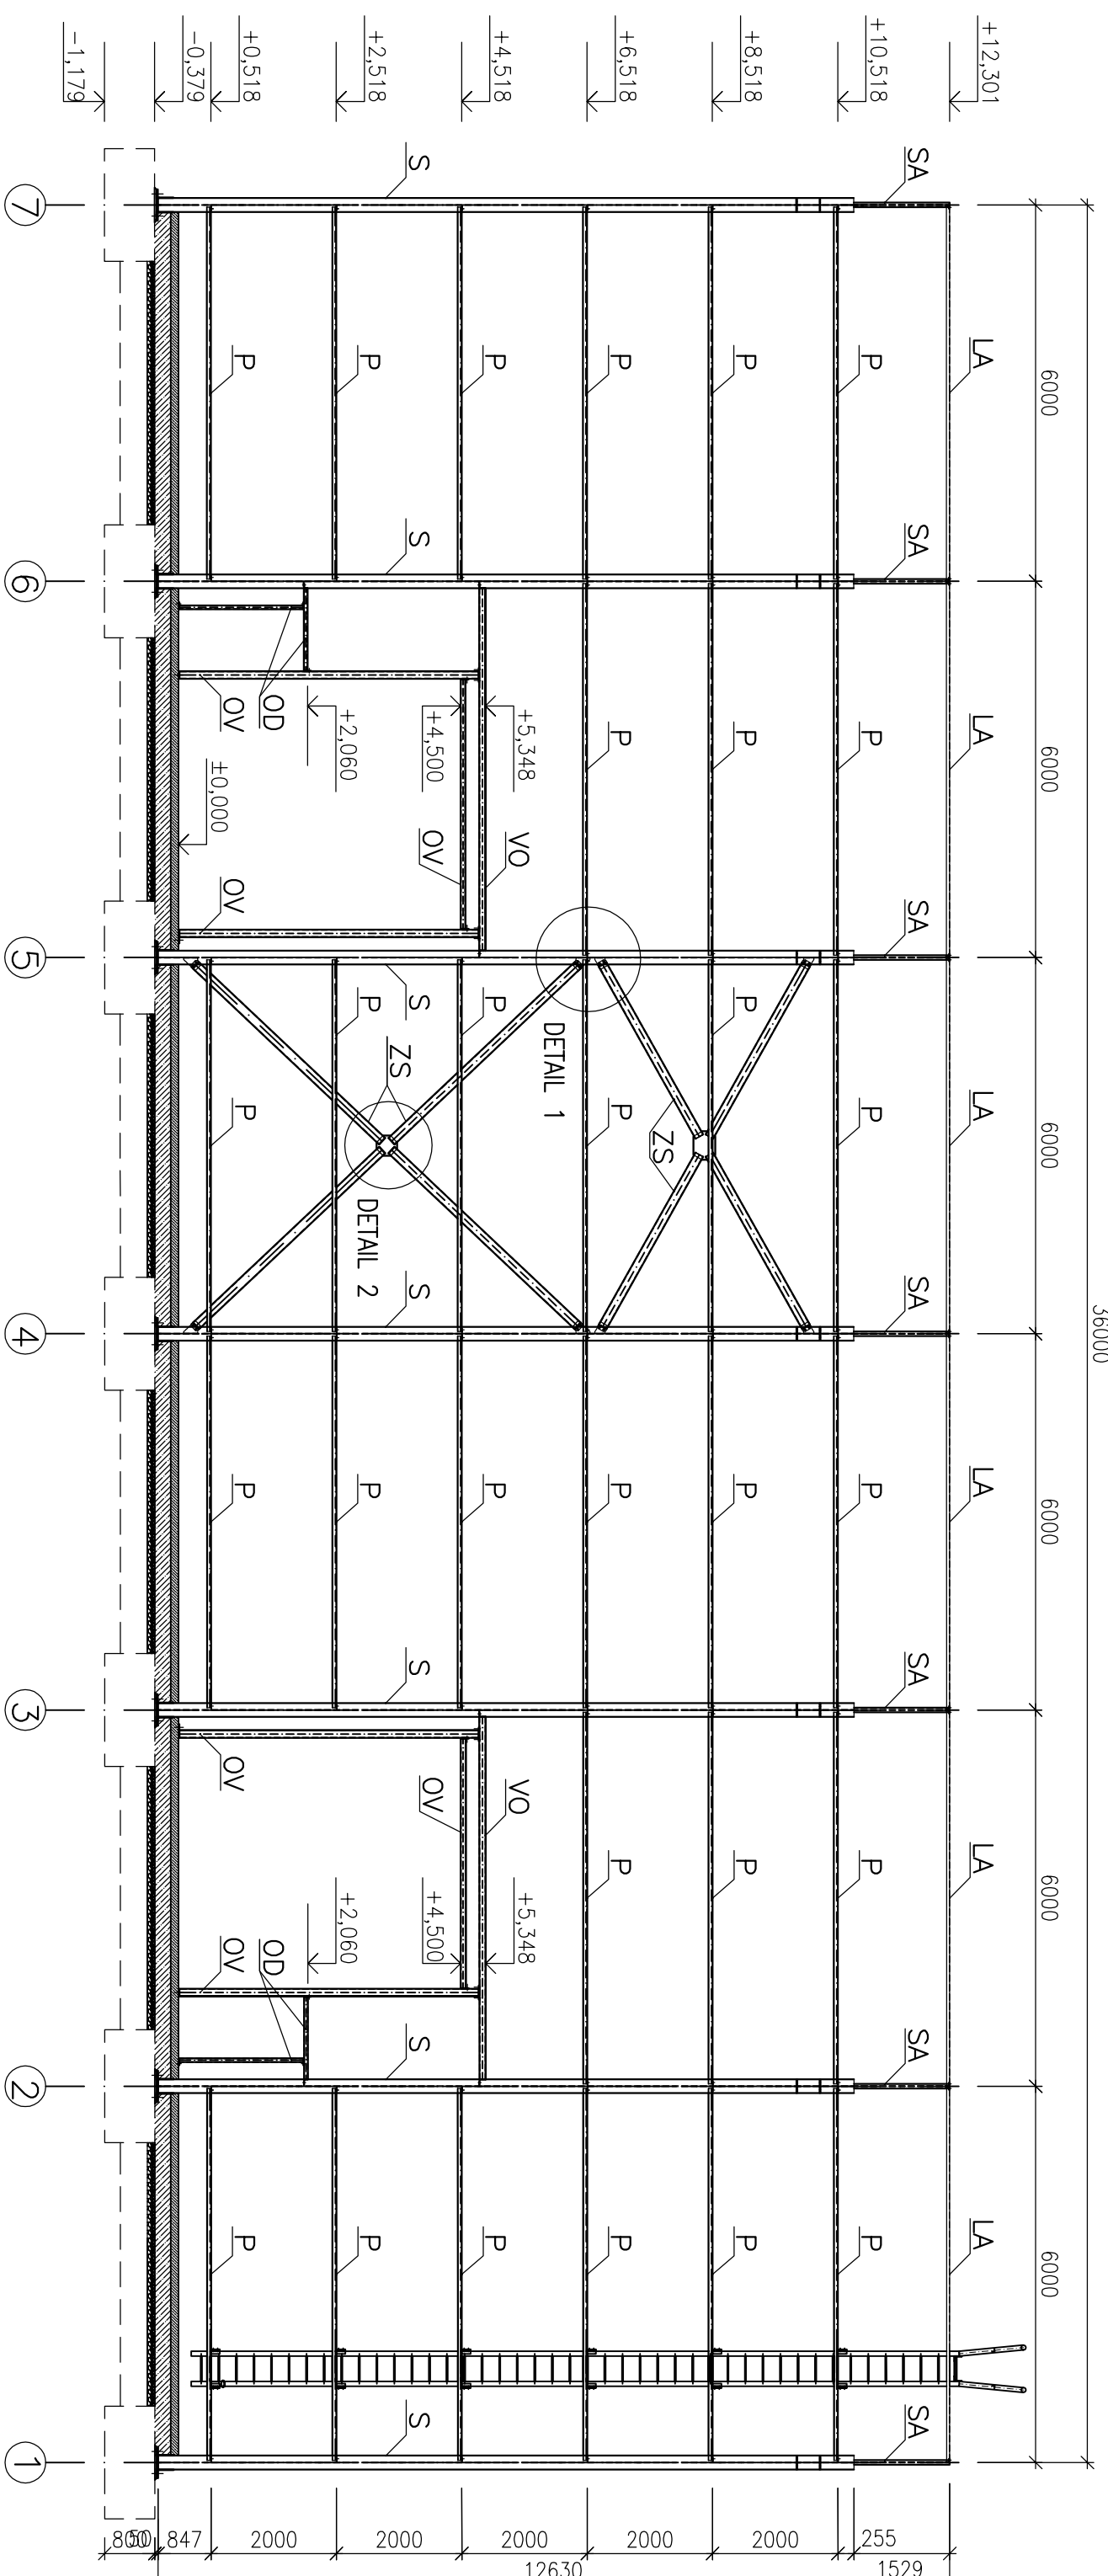 36000
6000 6000 6000 6000 6000 6000
+12,301 LA LA LA LA LA LA
SA SA SA SA SA SA SA
+10,518 P P P P P P
+8,518 P P P P P P
ZS
+6,518 P P P P P P
DETAIL 1
+5,348 VO VO +5,348
+4,518 P P P P
+4,500 OV OV +4,500
S S S S S S S
ZS
+2,518 P P P P
DETAIL 2
+2,060 +2,060
OD OD
+0,518 P OV OV P P OV OV P
±0,000
-0,379
-1,179
7 6 5 4 3 2 1
1529
255
2000
2000
2000
2000
2000
847
50
800
12630